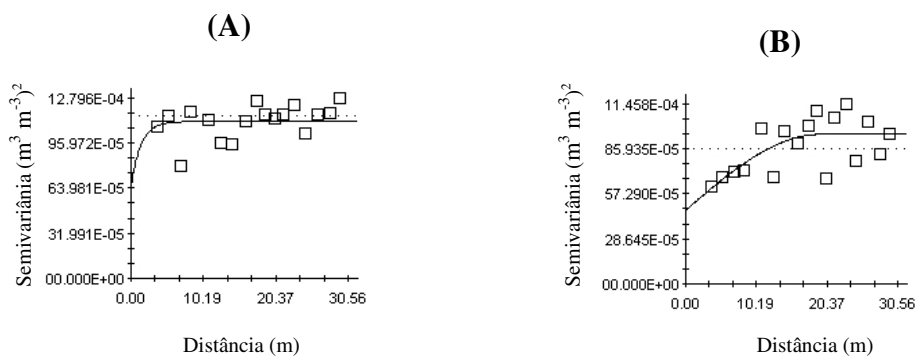 (A)
(B)
Semivariânia (m³ m⁻³)²
12.796E-04
95.972E-05
63.981E-05
31.991E-05
00.000E+00
0.00 10.19 20.37 30.56
Distância (m)
Semivariânia (m³ m⁻³)²
11.458E-04
85.935E-05
57.290E-05
28.645E-05
00.000E+00
0.00 10.19 20.37 30.56
Distância (m)